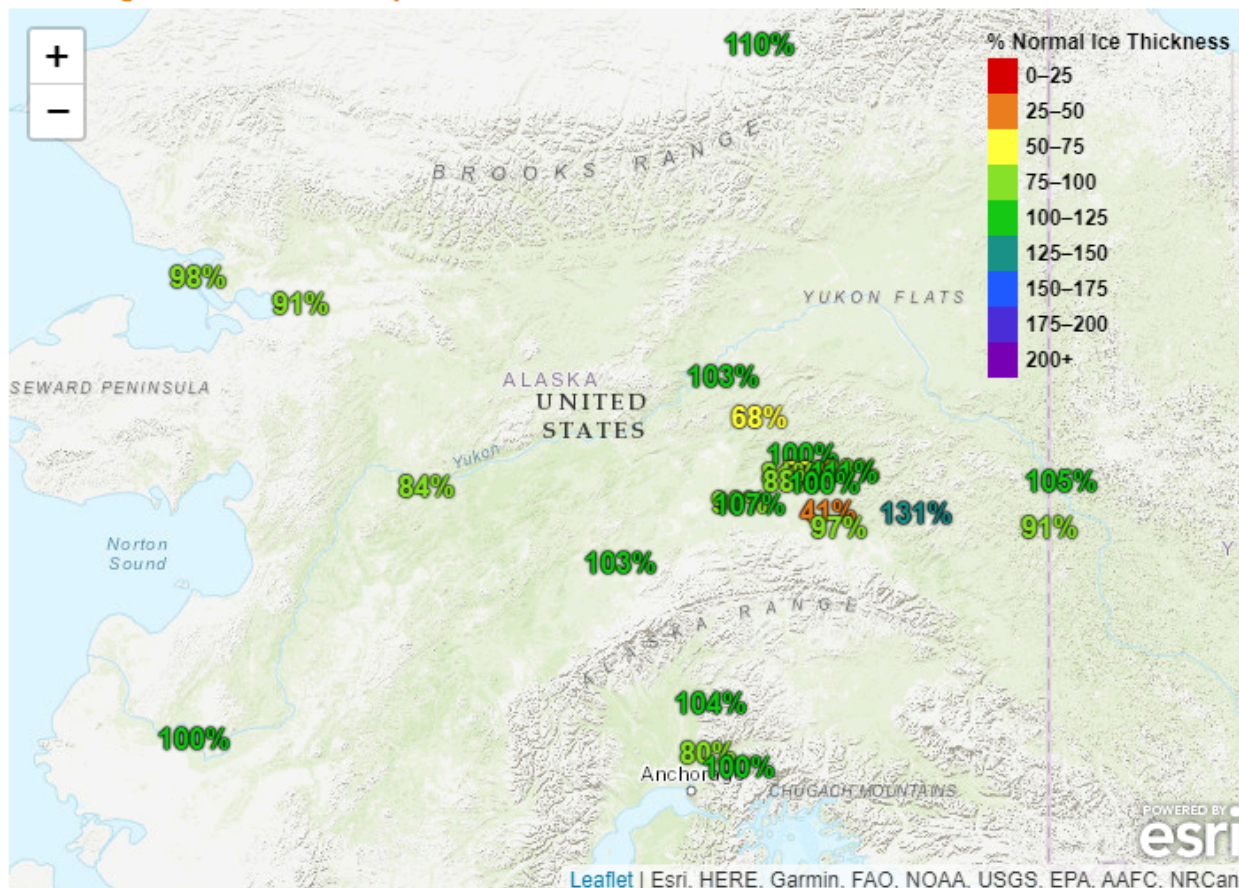 +
−
110%
% Normal Ice Thickness
0–25
25–50
50–75
75–100
100–125
125–150
150–175
175–200
200+
BROOKS RANGE
98%
91%
YUKON FLATS
SEWARD PENINSULA
ALASKA
UNITED
STATES
103%
68%
100%
Yukon
84%
88%
111%
100%
105%
107%
41%
131%
97%
91%
Norton
Sound
103%
ALASKA RANGE
104%
100%
80%
100%
CHUGACH MOUNTAINS
POWERED BY
esri
Leaflet | Esri, HERE, Garmin, FAO, NOAA, USGS, EPA, AAFC, NRCan